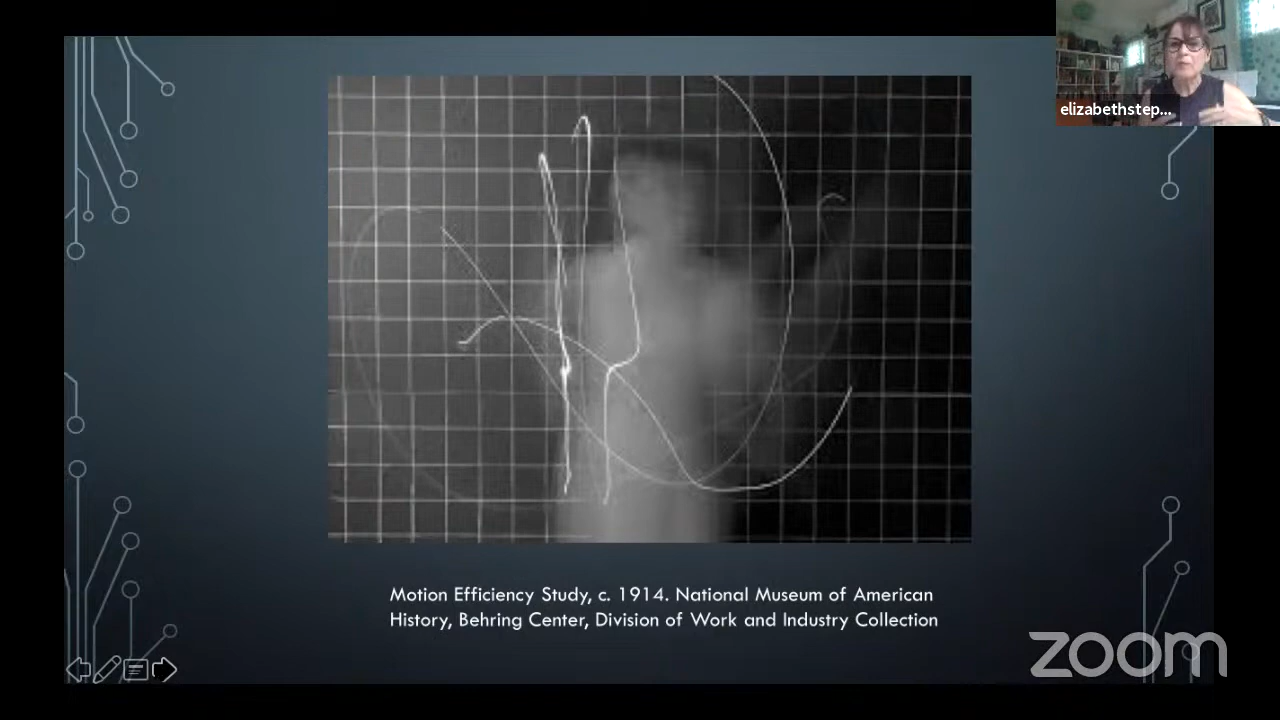 elizabethstep...
Motion Efficiency Study, c. 1914. National Museum of American
History, Behring Center, Division of Work and Industry Collection
zoom